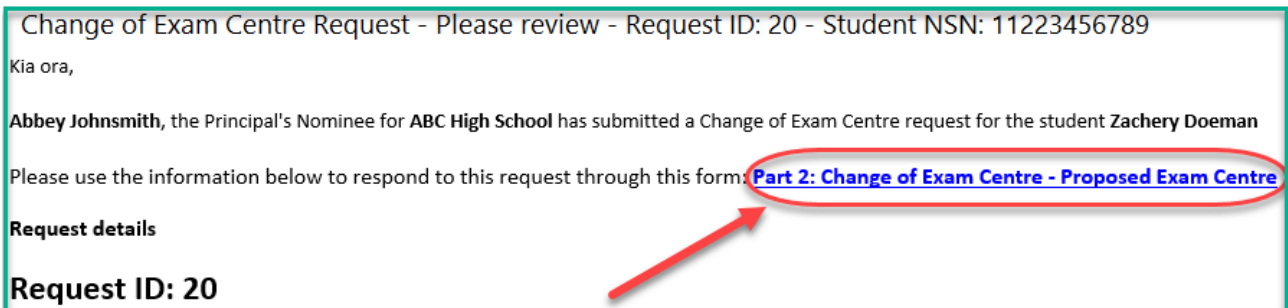 Change of Exam Centre Request - Please review - Request ID: 20 - Student NSN: 11223456789
Kia ora,
Abbey Johnsmith, the Principal's Nominee for ABC High School has submitted a Change of Exam Centre request for the student Zachery Doeman
Please use the information below to respond to this request through this form: Part 2: Change of Exam Centre - Proposed Exam Centre
Request details
Request ID: 20